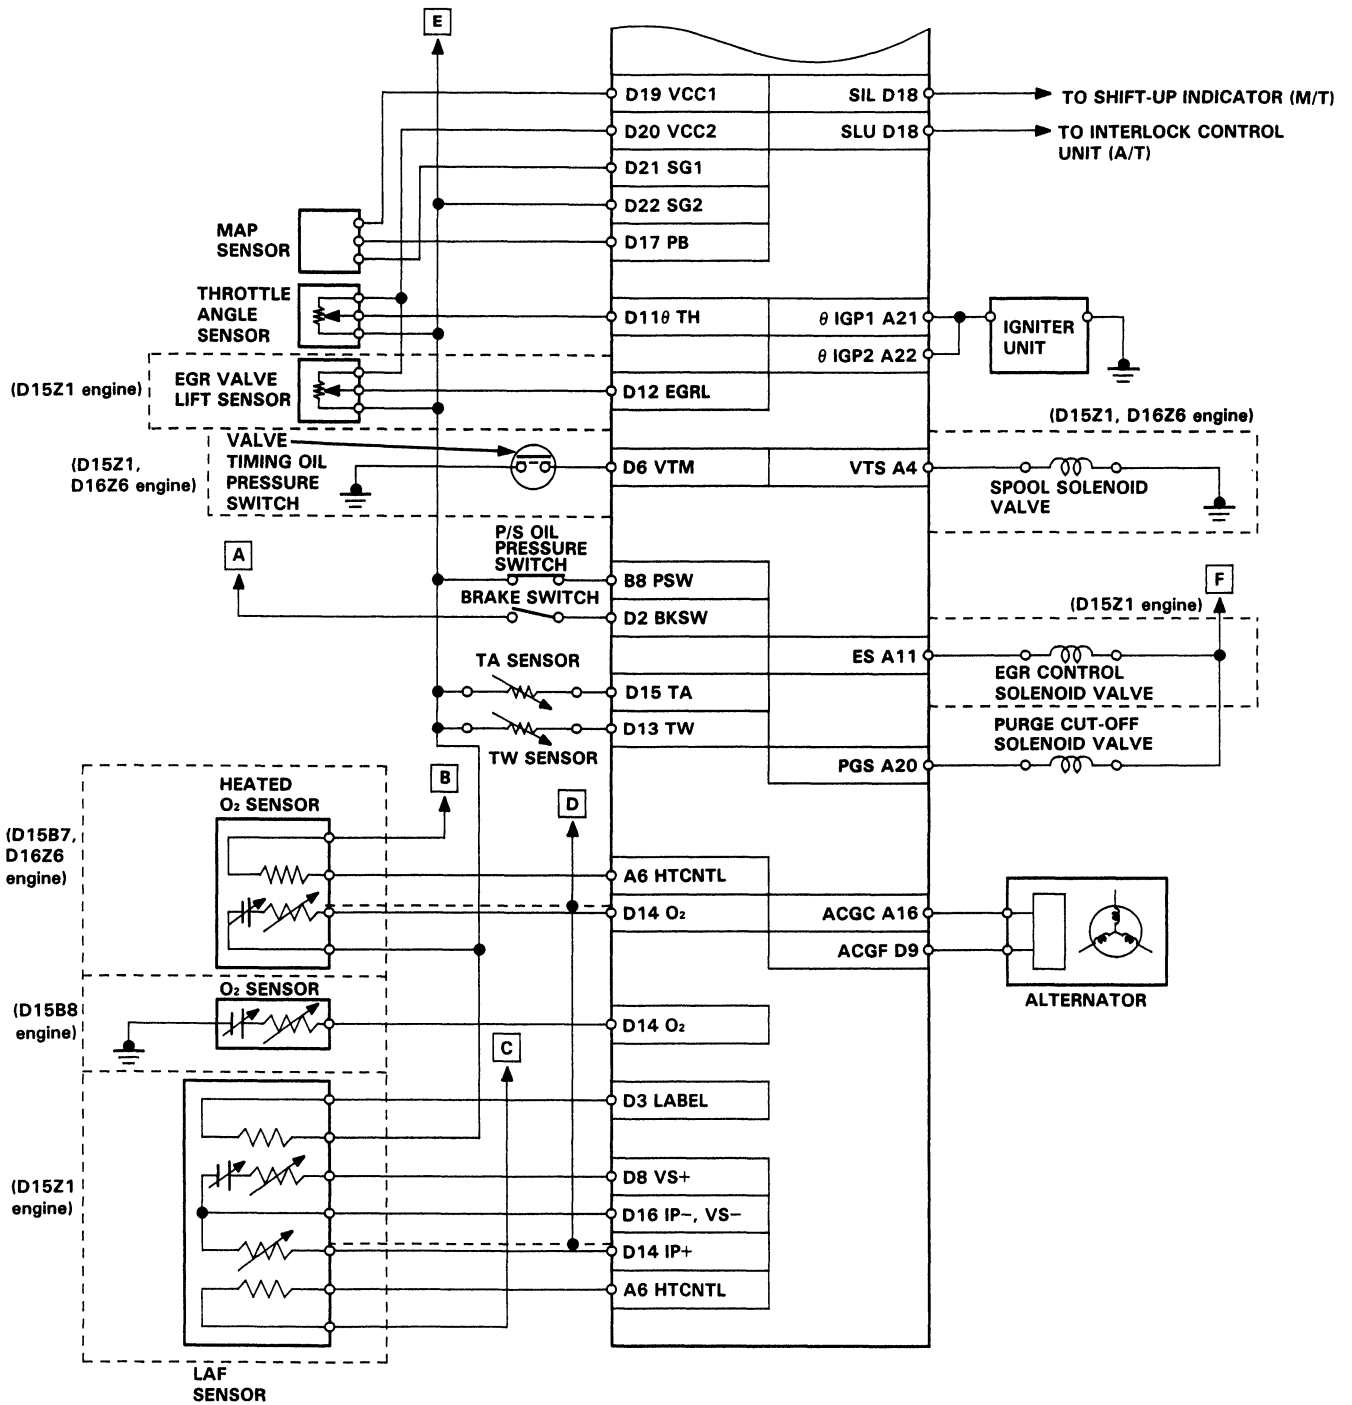 E
D19 VCC1
SIL D18
TO SHIFT-UP INDICATOR (M/T)
D20 VCC2
SLU D18
TO INTERLOCK CONTROL
UNIT (A/T)
D21 SG1
D22 SG2
MAP
SENSOR
D17 PB
THROTTLE
ANGLE
SENSOR
D11θ TH
θ IGP1 A21
IGNITER
UNIT
θ IGP2 A22
(D15Z1 engine)
EGR VALVE
LIFT SENSOR
D12 EGRL
(D15Z1, D16Z6 engine)
(D15Z1,
D16Z6 engine)
VALVE
TIMING OIL
PRESSURE
SWITCH
D6 VTM
VTS A4
SPOOL SOLENOID
VALVE
A
P/S OIL
PRESSURE
SWITCH
B8 PSW
F
BRAKE SWITCH
D2 BKSW
(D15Z1 engine)
TA SENSOR
ES A11
EGR CONTROL
SOLENOID VALVE
D15 TA
D13 TW
PURGE CUT-OFF
SOLENOID VALVE
TW SENSOR
PGS A20
B
HEATED
O₂ SENSOR
D
(D15B7,
D16Z6
engine)
A6 HTCNTL
D14 O₂
ACGC A16
ACGF D9
ALTERNATOR
O₂ SENSOR
(D15B8
engine)
D14 O₂
C
D3 LABEL
(D15Z1
engine)
D8 VS+
D16 IP−, VS−
D14 IP+
A6 HTCNTL
LAF
SENSOR